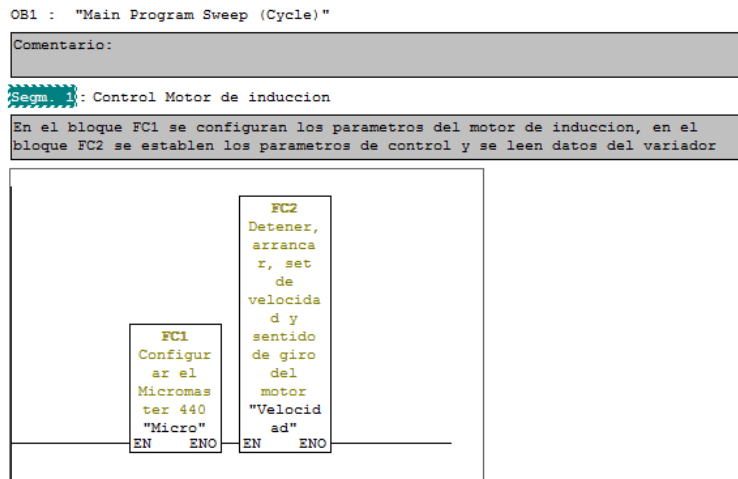 OB1 :  "Main Program Sweep (Cycle)"
Comentario:
Segm. 1: Control Motor de induccion
En el bloque FC1 se configuran los parametros del motor de induccion, en el
bloque FC2 se establen los parametros de control y se leen datos del variador
FC2
Detener,
arranca
r, set
de
velocida
d y
sentido
de giro
del
motor
"Velocid
ad"
EN ENO
FC1
Configur
ar el
Micromas
ter 440
"Micro"
EN ENO